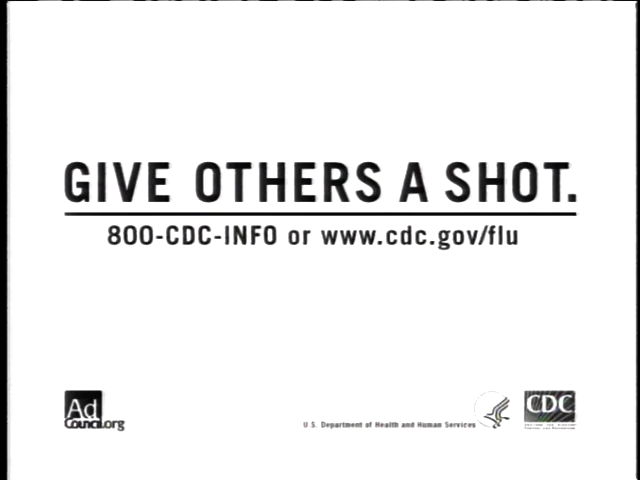 GIVE OTHERS A SHOT.
800-CDC-INFO or www.cdc.gov/flu
Ad
Council.org
U.S. Department of Health and Human Services
CDC